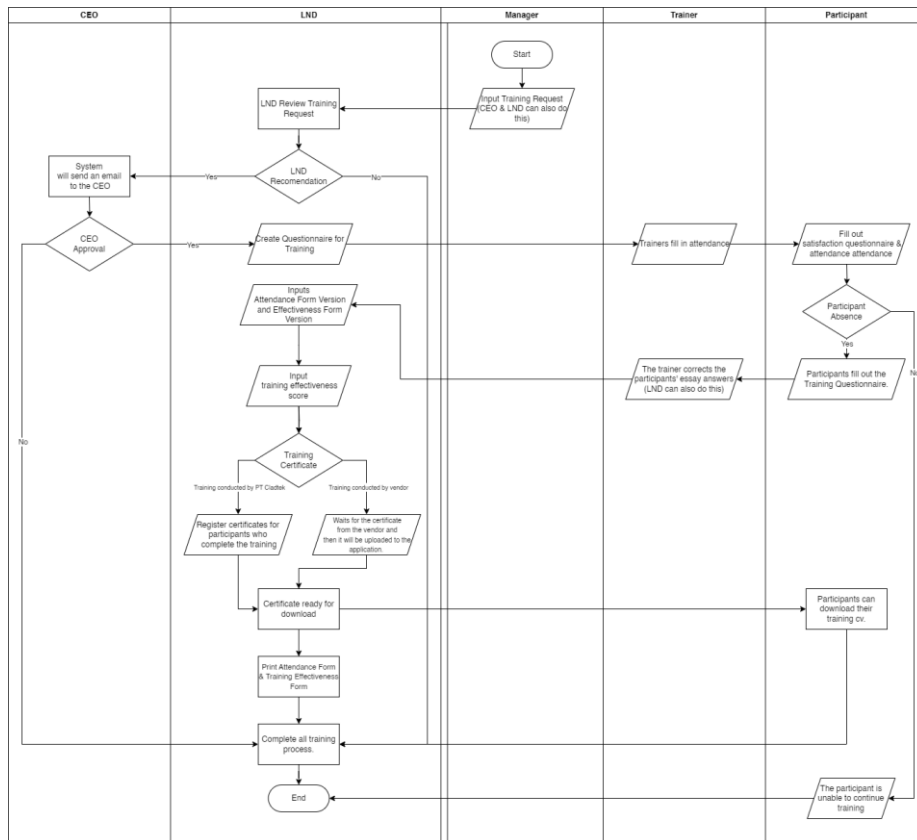 CEO
LND
Manager
Trainer
Participant
Start
Input Training Request
(CEO & LND can also do
this)
LND Review Training
Request
LND
Recomendation
Yes
No
System
will send an email
to the CEO
CEO
Approval
Yes
No
Create Questionnaire for
Training
Trainers fill in attendance
Fill out
satisfaction questionnaire &
attendance attendance
Participant
Absence
Yes
No
Participants fill out the
Training Questionnaire.
The trainer corrects the
participants' essay answers
(LND can also do this)
Inputs
Attendance Form Version
and Effectiveness Form
Version
Input
training effectiveness
score
Training
Certificate
Training conducted by PT Cladtek
Training conducted by vendor
Register certificates for
participants who
complete the training
Waits for the certificate
from the vendor and
then it will be uploaded to the
application.
Certificate ready for
download
Participants can
download their
training cv.
Print Attendance Form
& Training Effectiveness
Form
Complete all training
process.
End
The participant is
unable to continue
training